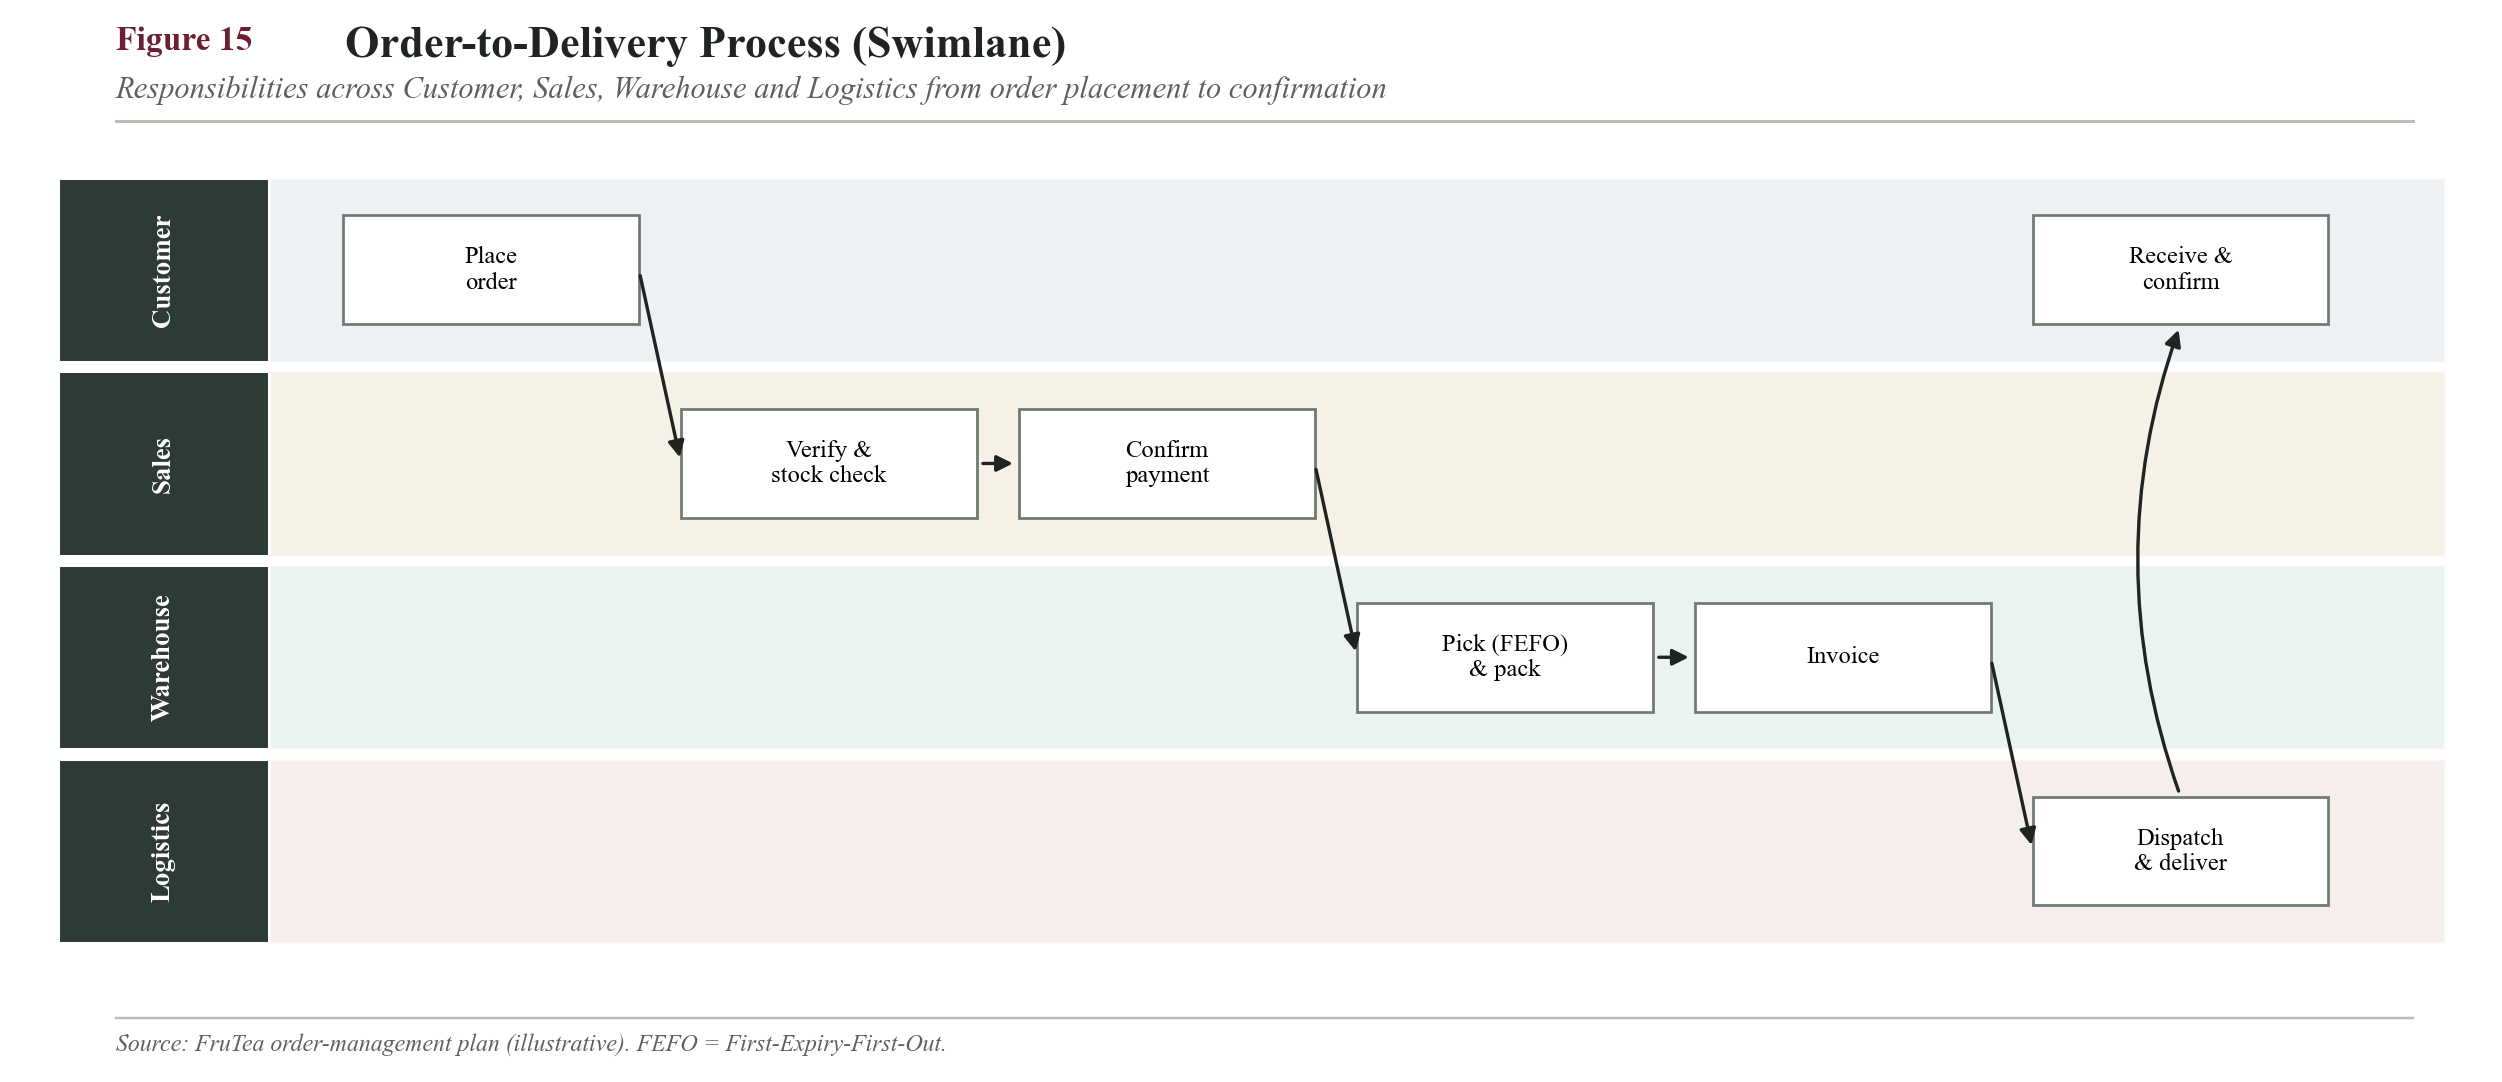 Figure 15
Order-to-Delivery Process (Swimlane)
Responsibilities across Customer, Sales, Warehouse and Logistics from order placement to confirmation
Customer
Place
order
Receive &
confirm
Sales
Verify &
stock check
Confirm
payment
Warehouse
Pick (FEFO)
& pack
Invoice
Logistics
Dispatch
& deliver
Source: FruTea order-management plan (illustrative). FEFO = First-Expiry-First-Out.